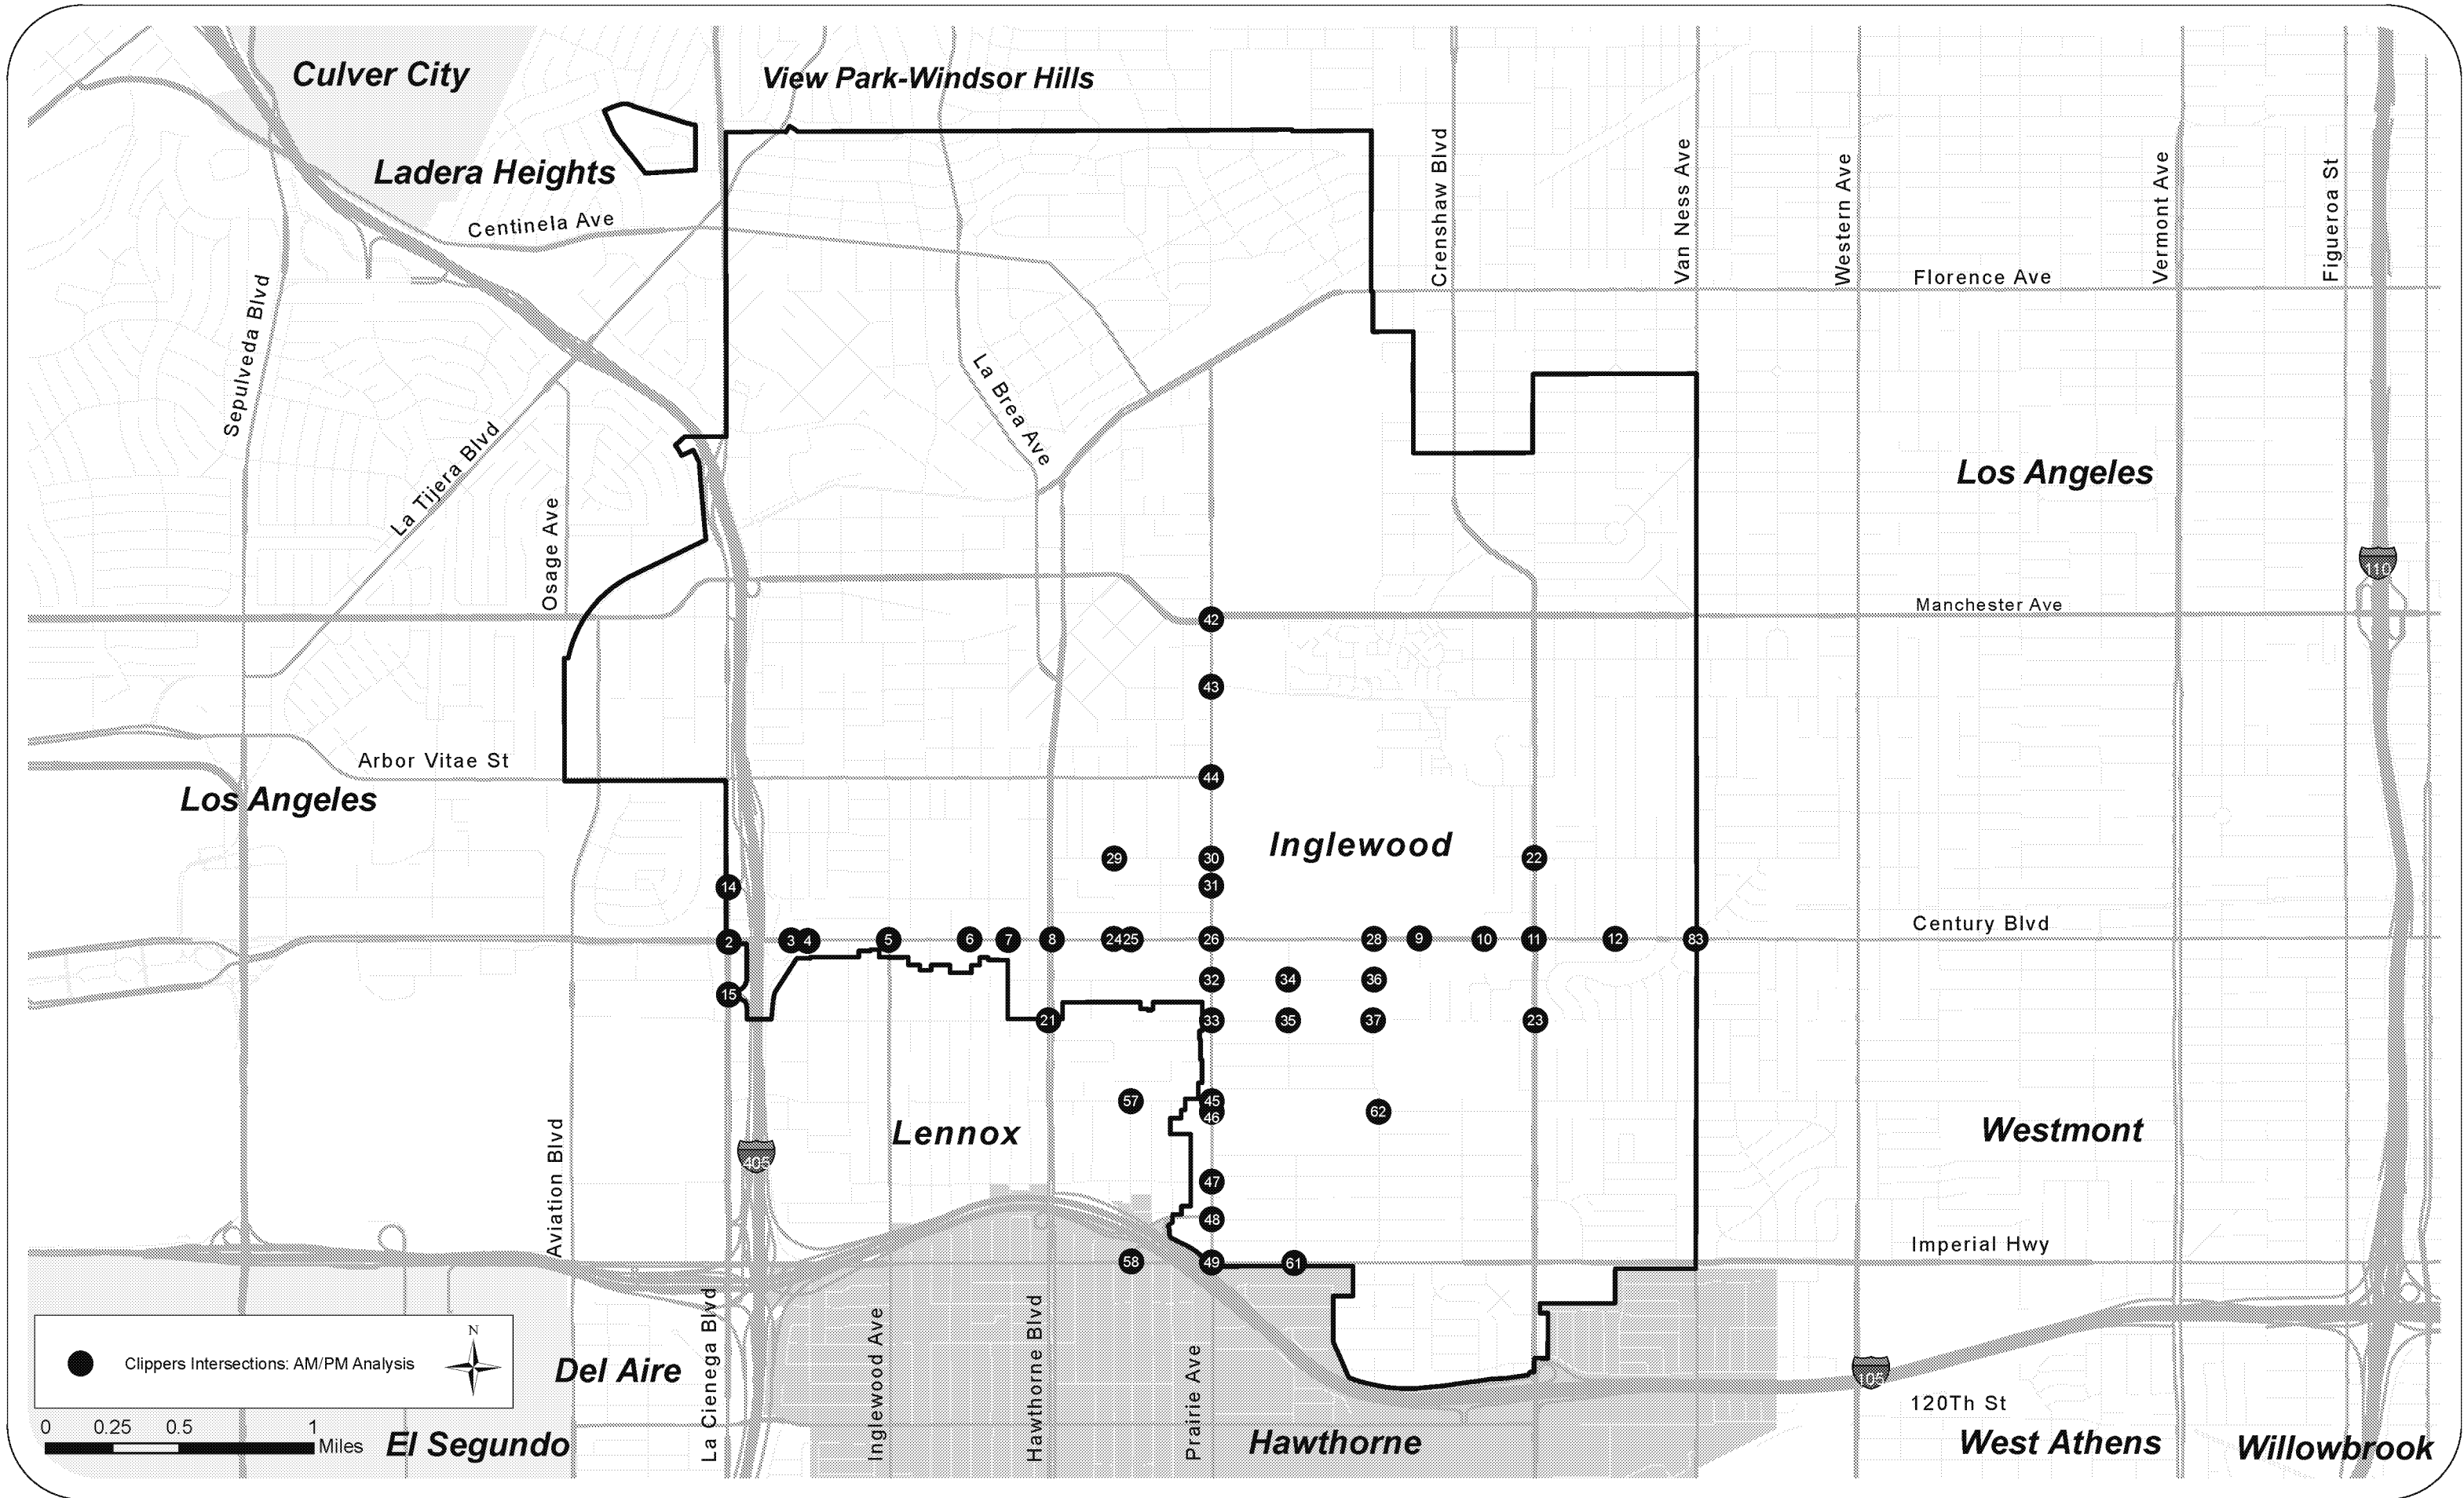 Culver City
View Park-Windsor Hills
Ladera Heights
Centinela Ave
Crenshaw Blvd
Van Ness Ave
Western Ave
Vermont Ave
Figueroa St
Florence Ave
Sepulveda Blvd
La Brea Ave
La Tijera Blvd
Osage Ave
Los Angeles
110
Manchester Ave
42
43
Arbor Vitae St
44
Los Angeles
Inglewood
29
30
22
31
14
Century Blvd
2
3
4
5
6
7
8
24
25
26
28
9
10
11
12
83
32
34
36
15
21
33
35
37
23
57
45
46
62
Lennox
Westmont
405
Aviation Blvd
47
48
58
49
61
Imperial Hwy
La Cienega Blvd
Inglewood Ave
Hawthorne Blvd
Prairie Ave
N
Clippers Intersections: AM/PM Analysis
Del Aire
105
120Th St
0 0.25 0.5 1
Miles
El Segundo
Hawthorne
West Athens
Willowbrook